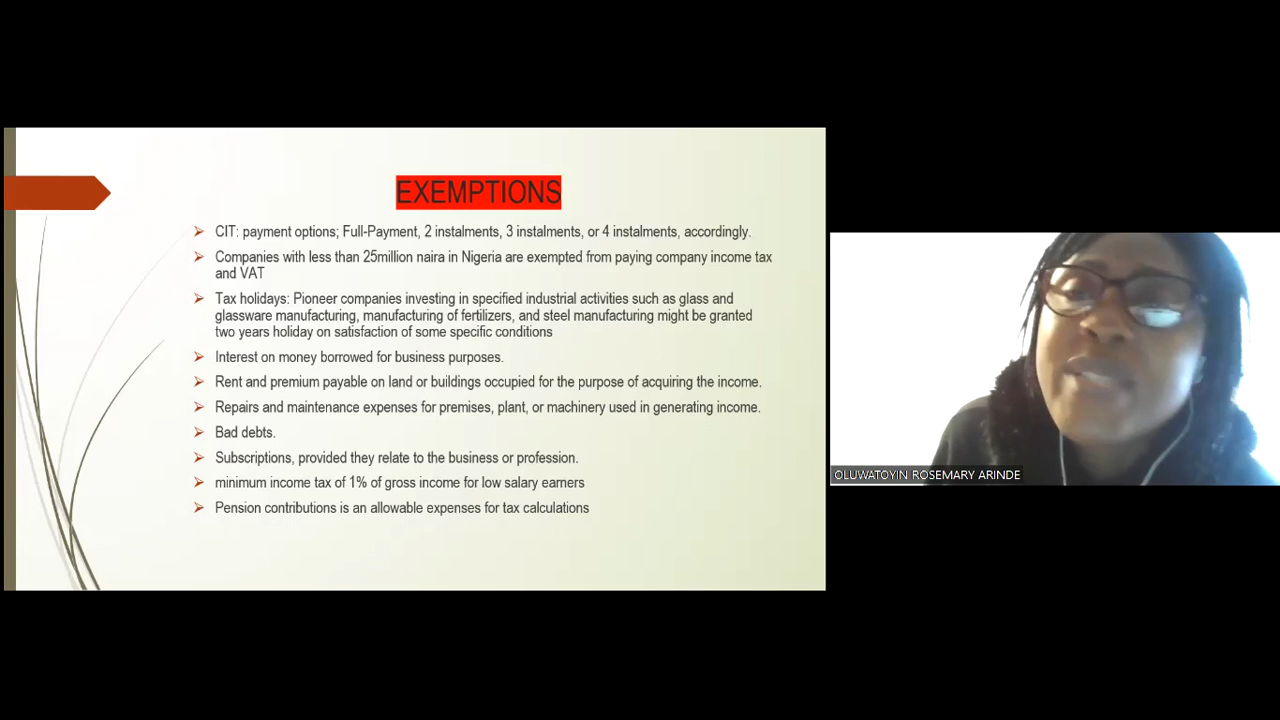 EXEMPTIONS
CIT: payment options; Full-Payment, 2 instalments, 3 instalments, or 4 instalments, accordingly.
Companies with less than 25million naira in Nigeria are exempted from paying company income tax
and VAT
Tax holidays: Pioneer companies investing in specified industrial activities such as glass and
glassware manufacturing, manufacturing of fertilizers, and steel manufacturing might be granted
two years holiday on satisfaction of some specific conditions
Interest on money borrowed for business purposes.
Rent and premium payable on land or buildings occupied for the purpose of acquiring the income.
Repairs and maintenance expenses for premises, plant, or machinery used in generating income.
Bad debts.
Subscriptions, provided they relate to the business or profession.
minimum income tax of 1% of gross income for low salary earners
Pension contributions is an allowable expenses for tax calculations
OLUWATOYIN ROSEMARY ARINDE